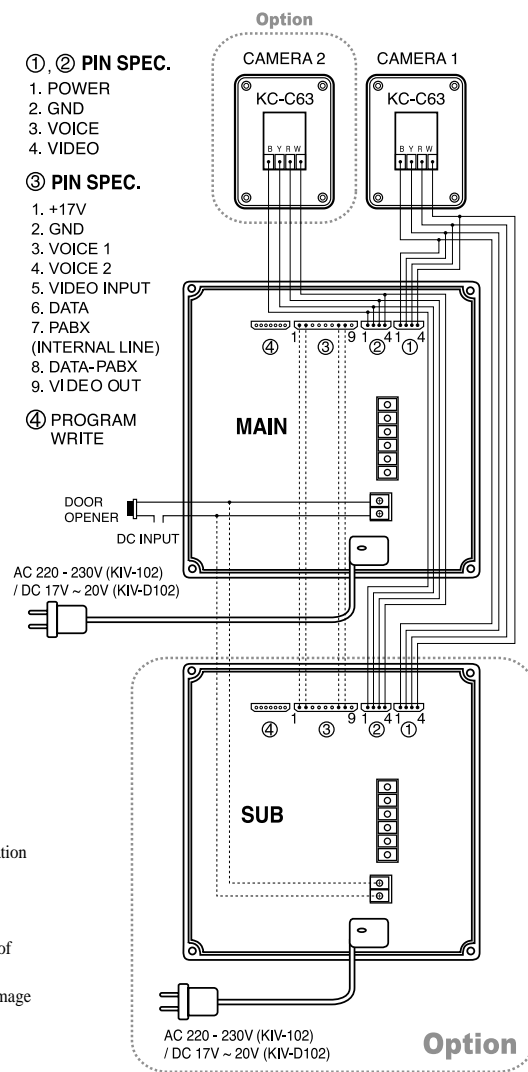 Option
CAMERA 2
CAMERA 1
①, ② PIN SPEC.
1. POWER
2. GND
3. VOICE
4. VIDEO
③ PIN SPEC.
1. +17V
2. GND
3. VOICE 1
4. VOICE 2
5. VIDEO INPUT
6. DATA
7. PABX
(INTERNAL LINE)
8. DATA-PABX
9. VIDEO OUT
④ PROGRAM
WRITE
KC-C63
KC-C63
B Y R W
B Y R W
1 9 1 4 1 4
④ ③ ② ①
MAIN
DOOR
OPENER
DC INPUT
AC 220 - 230V (KIV-102)
/ DC 17V ~ 20V (KIV-D102)
1 9 1 4 1 4
④ ③ ② ①
SUB
of
AC 220 - 230V (KIV-102)
/ DC 17V ~ 20V (KIV-D102)
Option